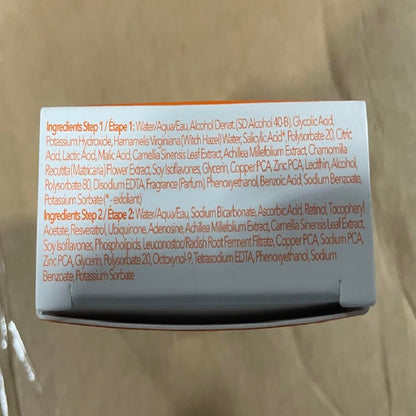 Ingredients Step 1 / Étape 1: Water/Aqua/Eau, Alcohol Denat. (SD Alcohol 40-B), Glycolic Acid,
Potassium Hydroxide, Hamamelis Virginiana (Witch Hazel) Water, Salicylic Acid*, Polysorbate 20, Citric
Acid, Lactic Acid, Malic Acid, Camellia Sinensis Leaf Extract, Achillea Millefolium Extract, Chamomilla
Recutita (Matricaria) Flower Extract, Soy Isoflavones, Glycerin, Copper PCA, Zinc PCA, Lecithin, Alcohol,
Polysorbate 80, Disodium EDTA, Fragrance (Parfum), Phenoxyethanol, Benzoic Acid, Sodium Benzoate,
Potassium Sorbate (* - exfoliant)
Ingredients Step 2 / Étape 2: Water/Aqua/Eau, Sodium Bicarbonate, Ascorbic Acid, Retinol, Tocopheryl
Acetate, Resveratrol, Ubiquinone, Adenosine, Achillea Millefolium Extract, Camellia Sinensis Leaf Extract,
Soy Isoflavones, Phospholipids, Leuconostoc/Radish Root Ferment Filtrate, Copper PCA, Sodium PCA,
Zinc PCA, Glycerin, Polysorbate 20, Octoxynol-9, Tetrasodium EDTA, Phenoxyethanol, Sodium
Benzoate, Potassium Sorbate